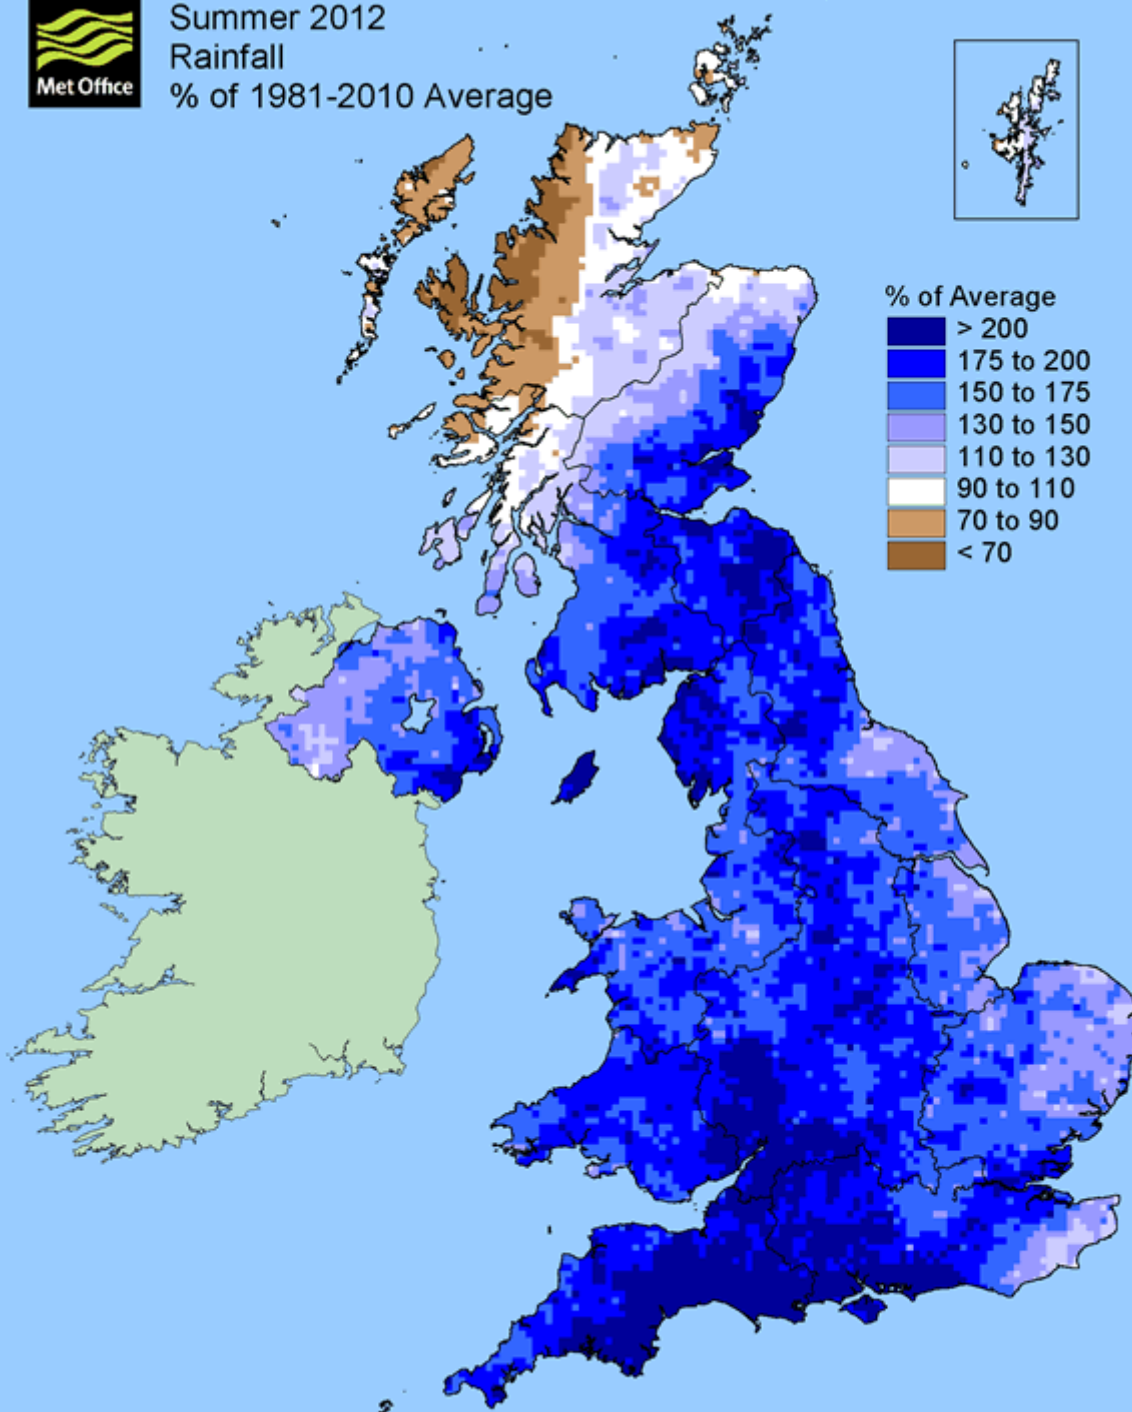 Met Office
Summer 2012
Rainfall
% of 1981-2010 Average
% of Average
> 200
175 to 200
150 to 175
130 to 150
110 to 130
90 to 110
70 to 90
< 70